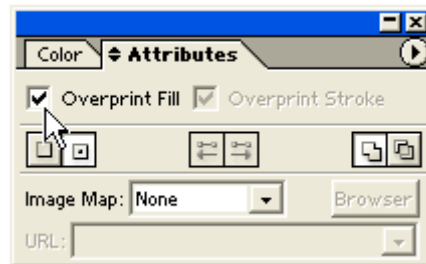 Color Attributes
Overprint Fill Overprint Stroke
Image Map: None Browser
URL: